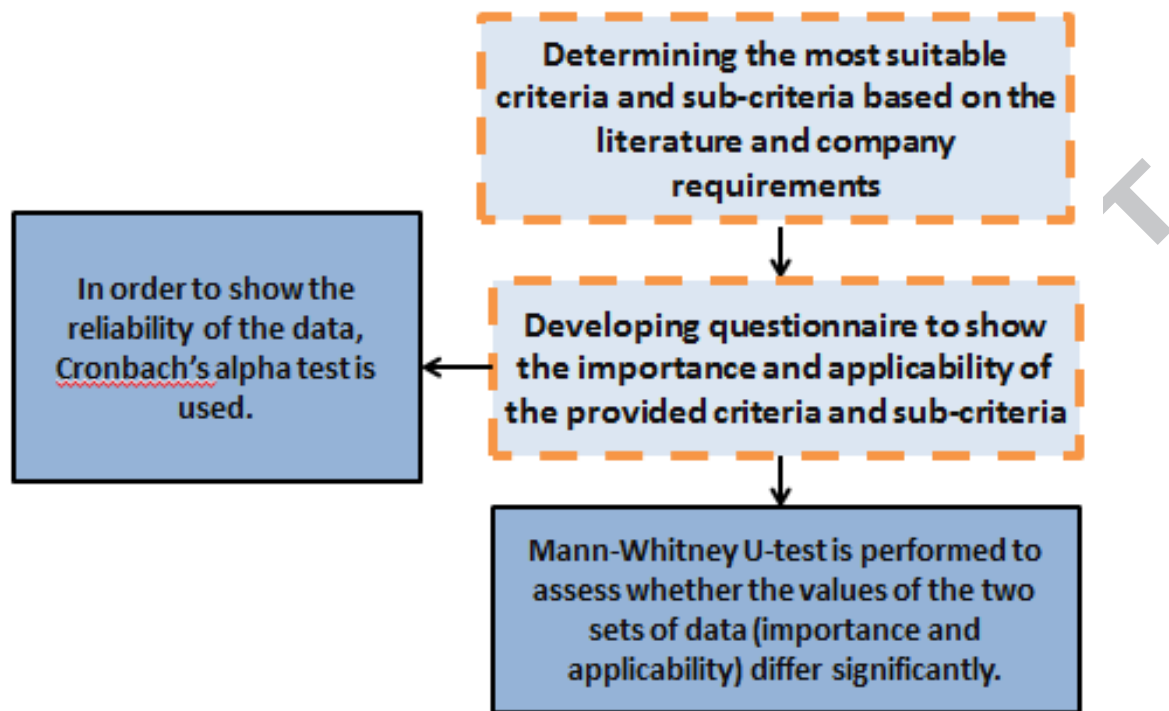 Determining the most suitable
criteria and sub-criteria based on the
literature and company
requirements
In order to show the
reliability of the data,
Cronbach's alpha test is
used.
Developing questionnaire to show
the importance and applicability of
the provided criteria and sub-criteria
Mann-Whitney U-test is performed to
assess whether the values of the two
sets of data (importance and
applicability) differ significantly.
T